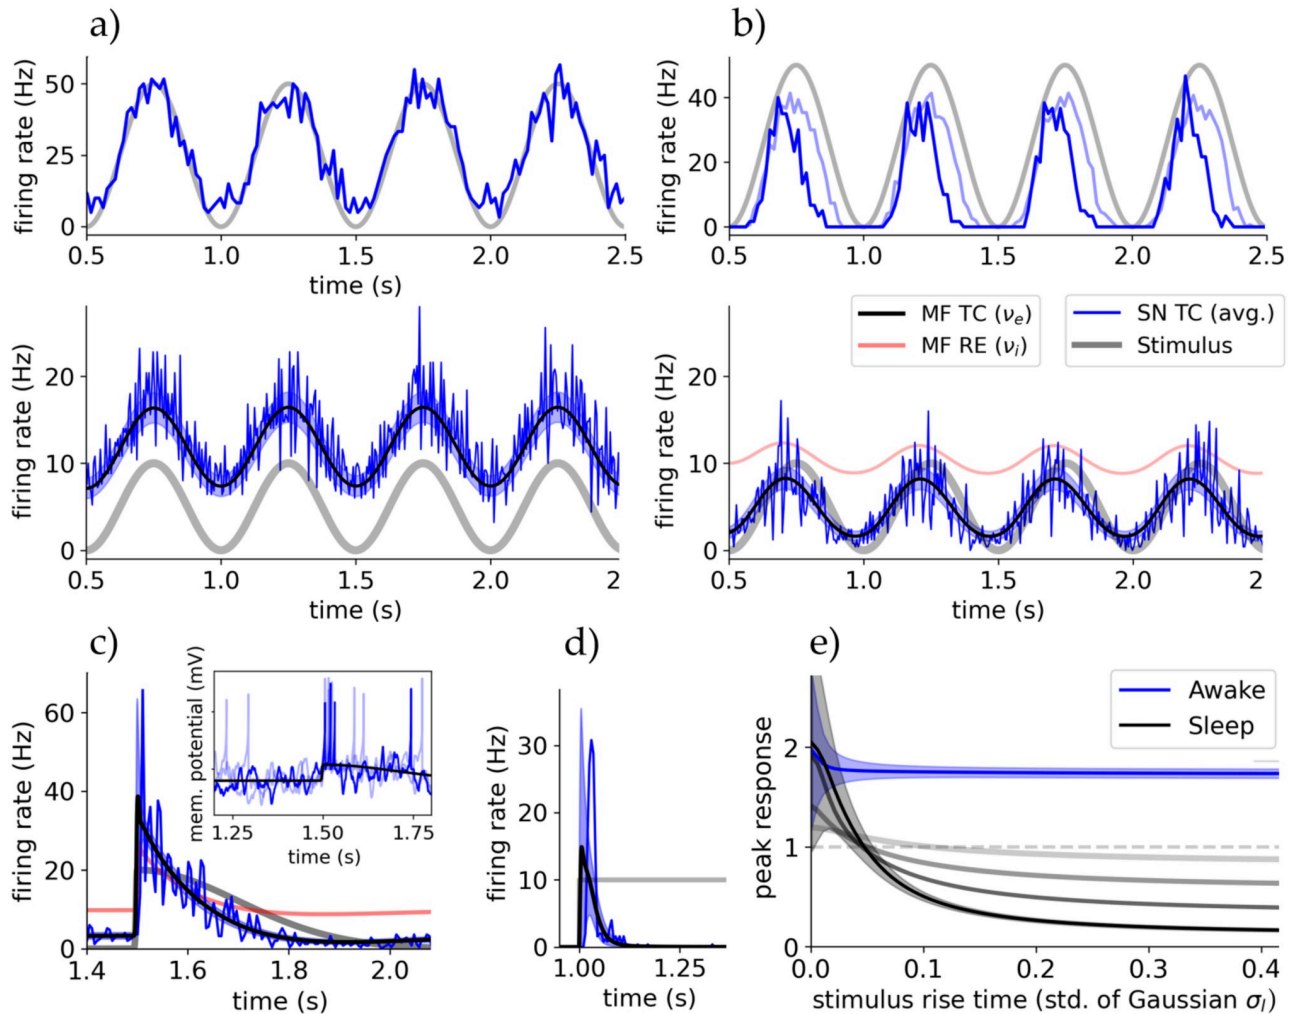 a)
firing rate (Hz)
50
25
0
0.5 1.0 1.5 2.0 2.5
time (s)
b)
firing rate (Hz)
40
20
0
0.5 1.0 1.5 2.0 2.5
time (s)
firing rate (Hz)
20
10
0
0.5 1.0 1.5 2.0 2
time (s)
MF TC (νe)
MF RE (νi)
SN TC (avg.)
Stimulus
firing rate (Hz)
20
10
0
0.5 1.0 1.5 2.0 2
time (s)
c)
firing rate (Hz)
60
40
20
0
1.4 1.6 1.8 2.0
time (s)
mem. potential (mV)
1.25 1.50 1.75
time (s)
d)
firing rate (Hz)
30
20
10
0
1.00 1.25
time (s)
e)
Awake
Sleep
peak response
2
1
0
0.0 0.1 0.2 0.3 0.4
stimulus rise time (std. of Gaussian σI)